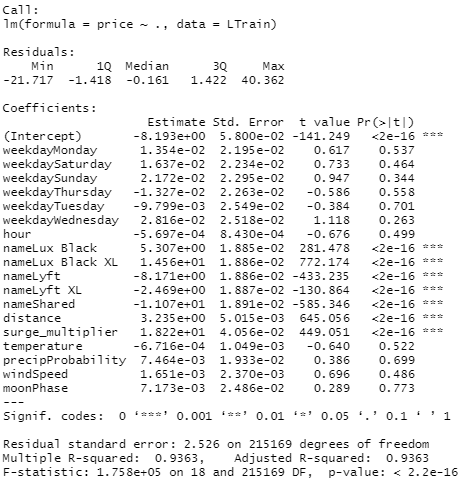 Call:
lm(formula = price ~ ., data = LTrain)
Residuals:
Min 1Q Median 3Q Max
-21.717 -1.418 -0.161 1.422 40.362
Coefficients:
Estimate Std. Error t value Pr(>|t|)
(Intercept) -8.193e+00 5.800e-02 -141.249 <2e-16 ***
weekdayMonday 1.354e-02 2.195e-02 0.617 0.537
weekdaySaturday 1.637e-02 2.234e-02 0.733 0.464
weekdaySunday 2.172e-02 2.295e-02 0.947 0.344
weekdayThursday -1.327e-02 2.263e-02 -0.586 0.558
weekdayTuesday -9.799e-03 2.549e-02 -0.384 0.701
weekdayWednesday 2.816e-02 2.518e-02 1.118 0.263
hour -5.697e-04 8.430e-04 -0.676 0.499
nameLux Black 5.307e+00 1.885e-02 281.478 <2e-16 ***
nameLux Black XL 1.456e+01 1.886e-02 772.174 <2e-16 ***
nameLyft -8.171e+00 1.886e-02 -433.235 <2e-16 ***
nameLyft XL -2.469e+00 1.887e-02 -130.864 <2e-16 ***
nameShared -1.107e+01 1.891e-02 -585.346 <2e-16 ***
distance 3.235e+00 5.015e-03 645.056 <2e-16 ***
surge_multiplier 1.822e+01 4.056e-02 449.051 <2e-16 ***
temperature -6.716e-04 1.049e-03 -0.640 0.522
precipProbability 7.464e-03 1.933e-02 0.386 0.699
windSpeed 1.651e-03 2.370e-03 0.696 0.486
moonPhase 7.173e-03 2.486e-02 0.289 0.773
---
Signif. codes: 0 ‘***’ 0.001 ‘**’ 0.01 ‘*’ 0.05 ‘.’ 0.1 ‘ ’ 1
Residual standard error: 2.526 on 215169 degrees of freedom
Multiple R-squared: 0.9363, Adjusted R-squared: 0.9363
F-statistic: 1.758e+05 on 18 and 215169 DF, p-value: < 2.2e-16